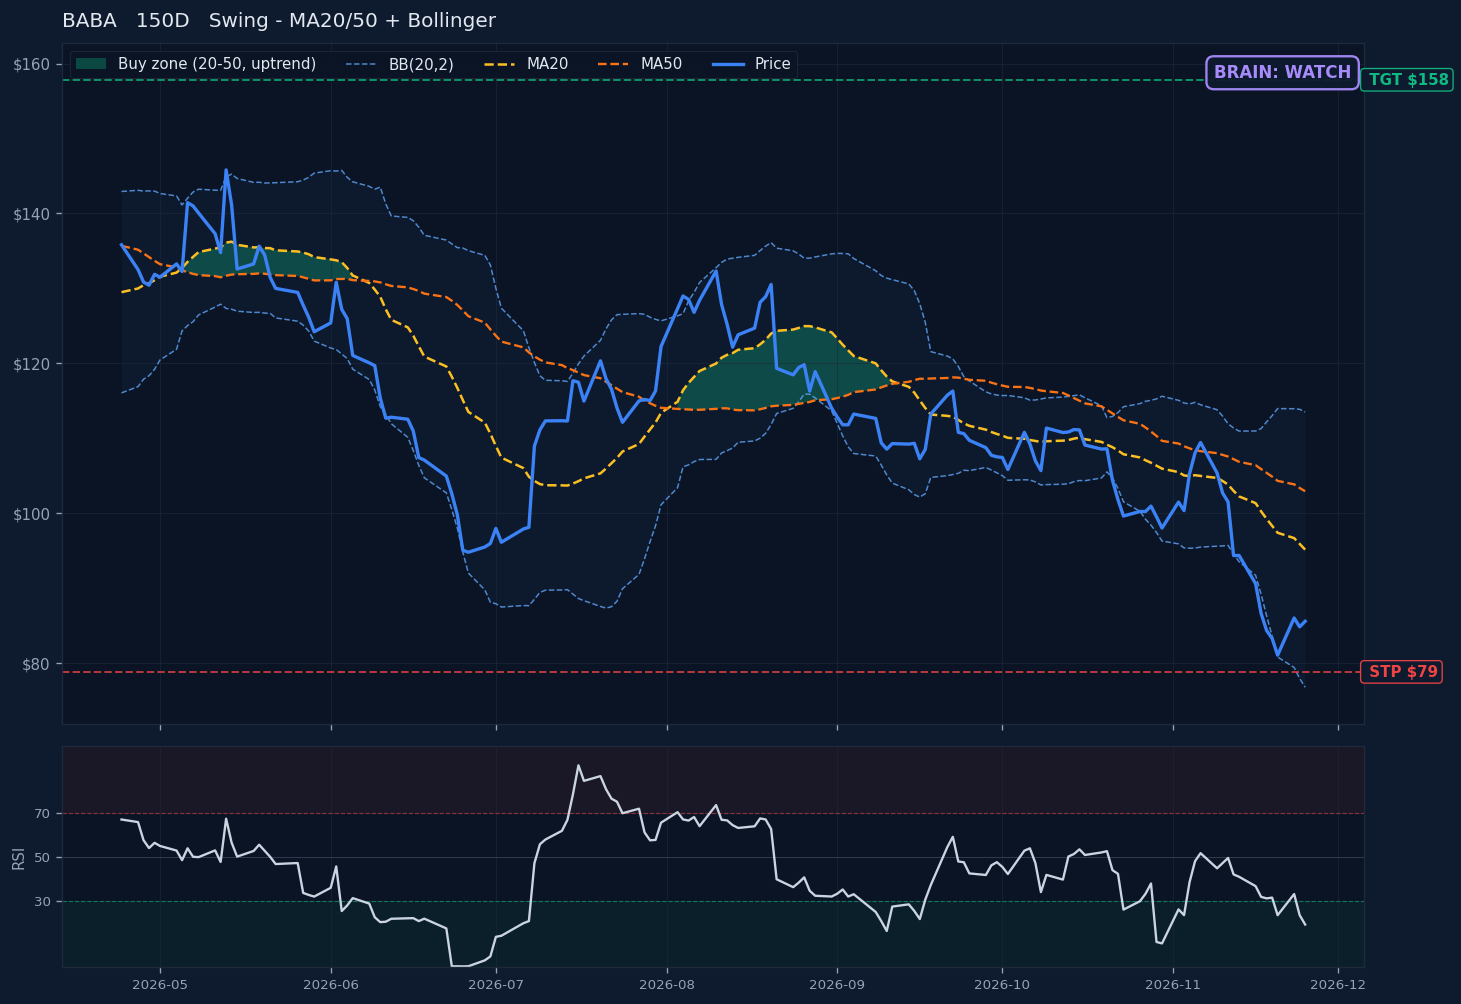 BABA 150D Swing - MA20/50 + Bollinger
Buy zone (20-50, uptrend) BB(20,2) MA20 MA50 Price
BRAIN: WATCH
TGT $158
$160
$140
$120
$100
$80
STP $79
RSI
70
50
30
2026-05 2026-06 2026-07 2026-08 2026-09 2026-10 2026-11 2026-12